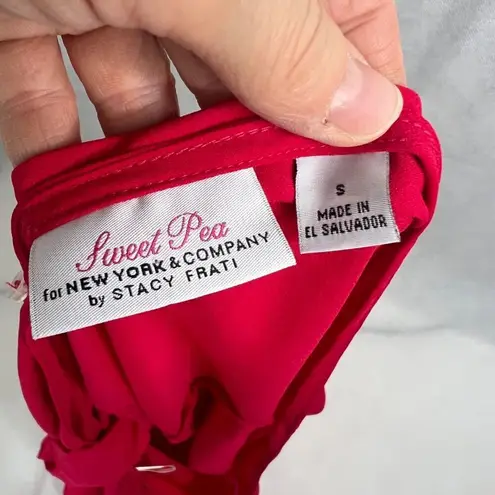 Sweet Pea
for NEW YORK & COMPANY
by STACY FRATI
S
MADE IN
EL SALVADOR